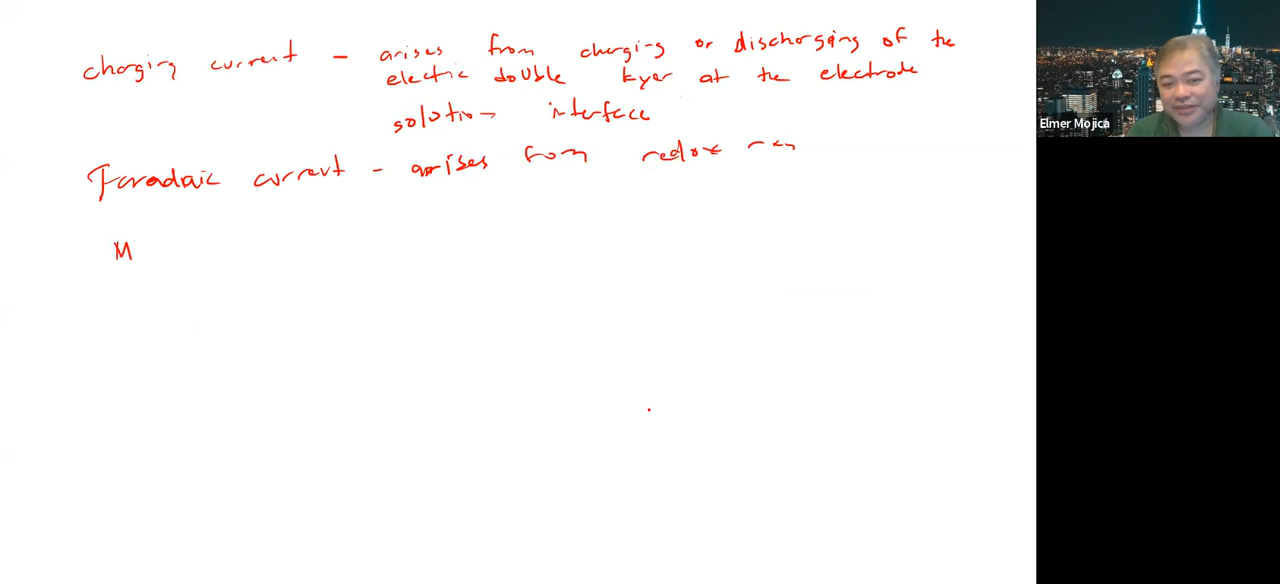 charging current - arises from charging or discharging of the
electric double layer at the electrode
solution interface
Faradaic current - arises from redox rxn
M
Elmer Mojica